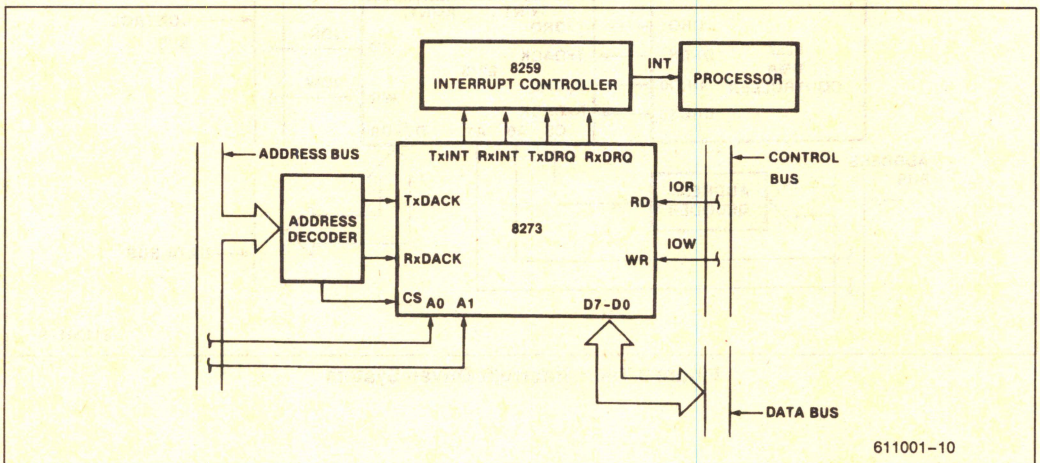 8259
INTERRUPT CONTROLLER
INT
PROCESSOR
TxINT RxINT TxDRQ RxDRQ
ADDRESS BUS
CONTROL
BUS
ADDRESS
DECODER
TxDACK
RxDACK
8273
RD
IOR
WR
IOW
CS A0 A1
D7-D0
DATA BUS
611001-10